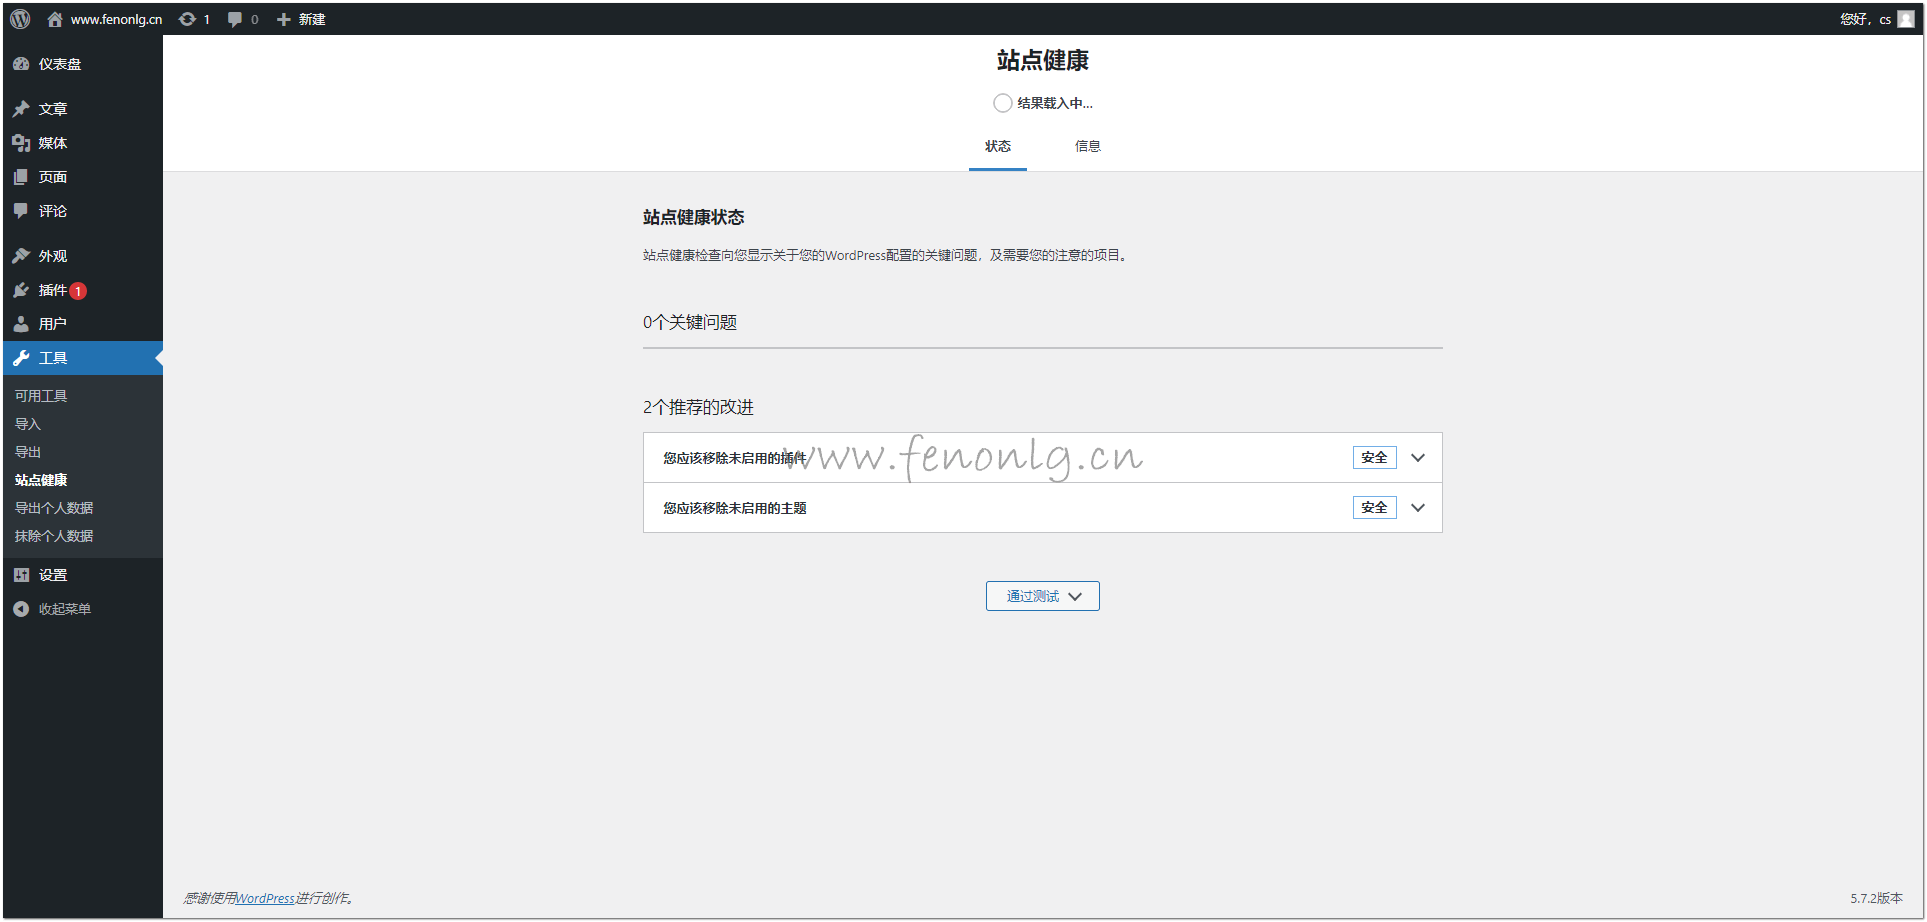 www.fenonlg.cn 1 0 新建 您好，cs
仪表盘
文章
媒体
页面
评论
外观
插件 1
用户
工具
可用工具
导入
导出
站点健康
导出个人数据
抹除个人数据
设置
收起菜单
站点健康
结果载入中...
状态 信息
站点健康状态
站点健康检查向您显示关于您的WordPress配置的关键问题，及需要您的注意的项目。
0个关键问题
2个推荐的改进
您应该移除未启用的插件 安全
www.fenonlg.cn
您应该移除未启用的主题 安全
通过测试
感谢使用WordPress进行创作。
5.7.2版本